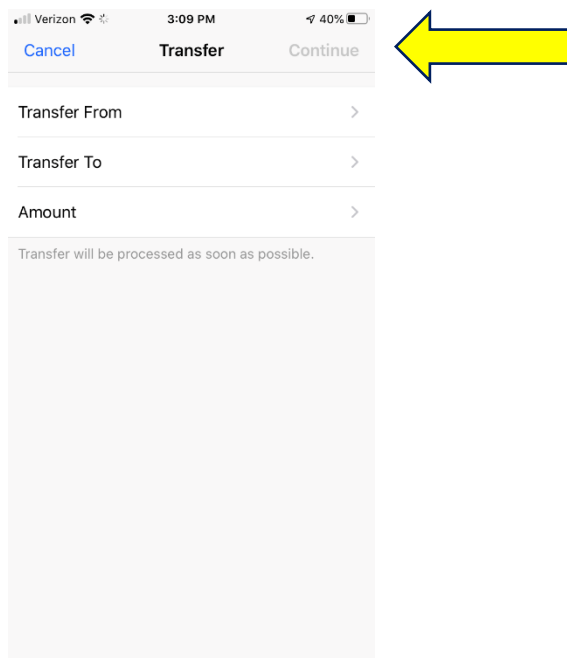 Verizon 3:09 PM 40%
Cancel Transfer Continue
Transfer From
Transfer To
Amount
Transfer will be processed as soon as possible.